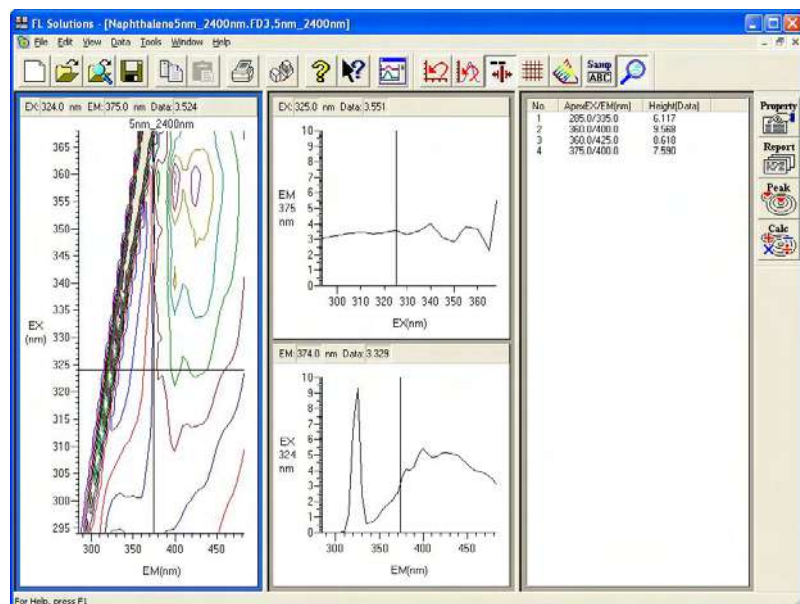 FL Solutions - [Naphthalene5nm_2400nm.FD3,5nm_2400nm]
File Edit View Data Tools Window Help
Samp
ABC
EX: 324.0 nm EM: 375.0 nm Data: 3.524
5nm_2400nm
365
360
355
350
345
340
335
330
325
320
315
310
305
300
295
EX
(nm)
300 350 400 450
EM(nm)
EX: 325.0 nm Data: 3.551
10
9
8
7
6
5
4
3
2
1
0
EM
375
nm
300 310 320 330 340 350 360
EX(nm)
EM: 374.0 nm Data: 3.329
10
9
8
7
6
5
4
3
2
1
0
EX
324
nm
300 350 400 450
EM(nm)
No. ApexEX/EM(nm) Height(Data)
1 285.0/335.0 6.117
2 360.0/400.0 9.568
3 360.0/425.0 8.618
4 375.0/400.0 7.590
Property
Report
Peak
Calc
For Help, press F1